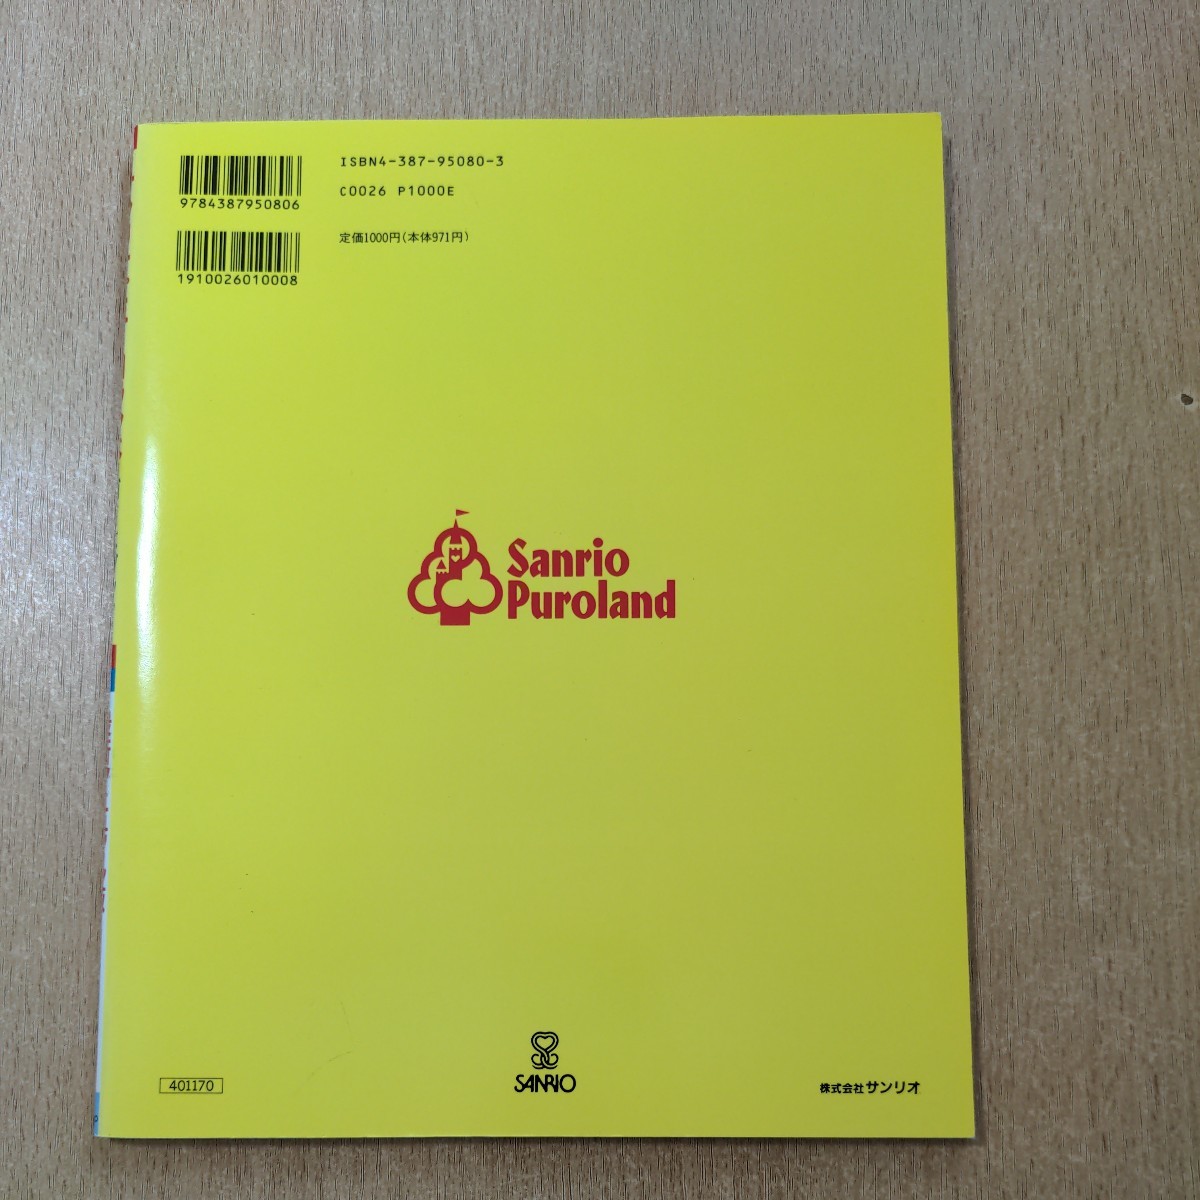 9784387950806
ISBN4-387-95080-3
C0026 P1000E
1910026010008
定価1000円(本体971円)
Sanrio
Puroland
401170
SANRIO
株式会社サンリオ